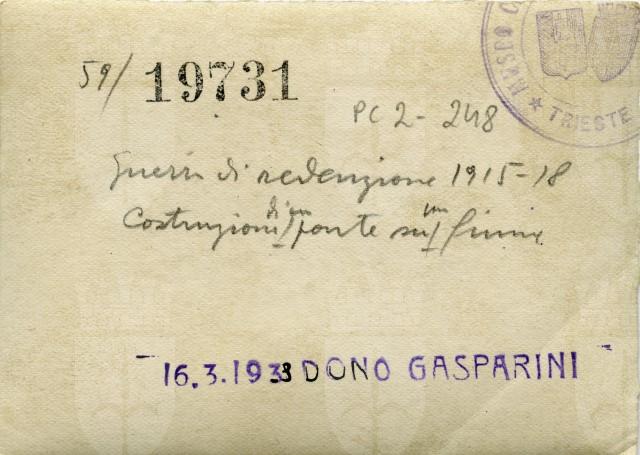 59/ 19731
MUSEO C
TRIESTE
PC 2 - 248
Guerra di redenzione 1915-18
Costruzioni di un ponte su un fiume
16.3.1933 DONO GASPARINI